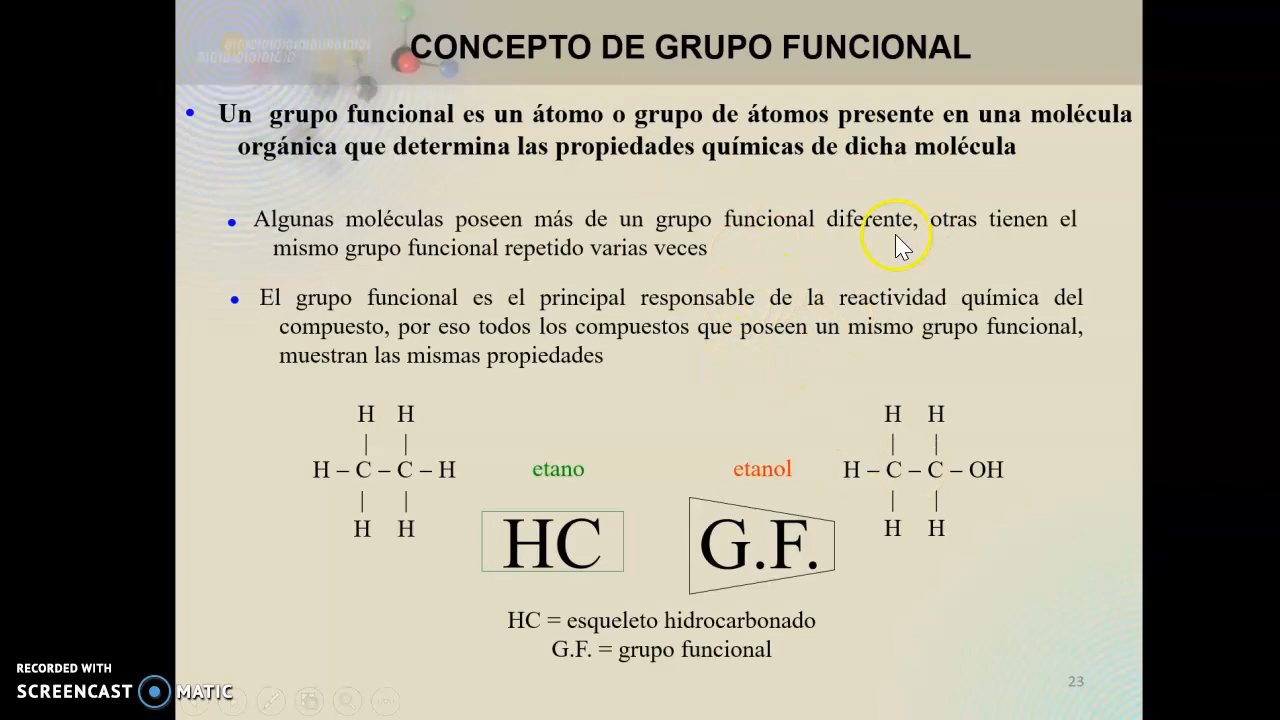 CONCEPTO DE GRUPO FUNCIONAL
• Un grupo funcional es un átomo o grupo de átomos presente en una molécula
orgánica que determina las propiedades químicas de dicha molécula
• Algunas moléculas poseen más de un grupo funcional diferente, otras tienen el
mismo grupo funcional repetido varias veces
• El grupo funcional es el principal responsable de la reactividad química del
compuesto, por eso todos los compuestos que poseen un mismo grupo funcional,
muestran las mismas propiedades
H H
| |
H – C – C – H
| |
H H
etano
HC
etanol
G.F.
H H
| |
H – C – C – OH
| |
H H
HC = esqueleto hidrocarbonado
G.F. = grupo funcional
23
RECORDED WITH
SCREENCAST MATIC